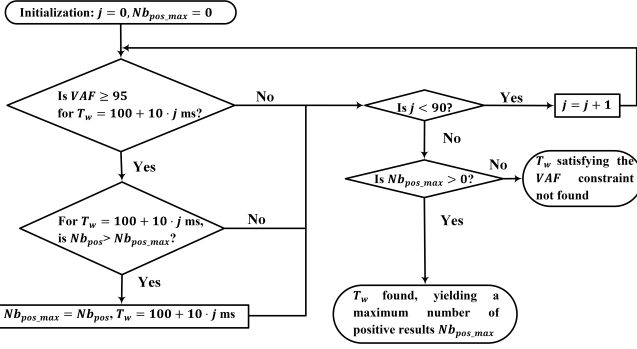 Initialization: j = 0, Nb_pos_max = 0
Is VAF ≥ 95
for T_w = 100 + 10 · j ms?
No
Yes
For T_w = 100 + 10 · j ms,
is Nb_pos > Nb_pos_max?
No
Yes
Nb_pos_max = Nb_pos, T_w = 100 + 10 · j ms
Is j < 90?
Yes
j = j + 1
No
Is Nb_pos_max > 0?
No
T_w satisfying the
VAF constraint
not found
Yes
T_w found, yielding a
maximum number of
positive results Nb_pos_max